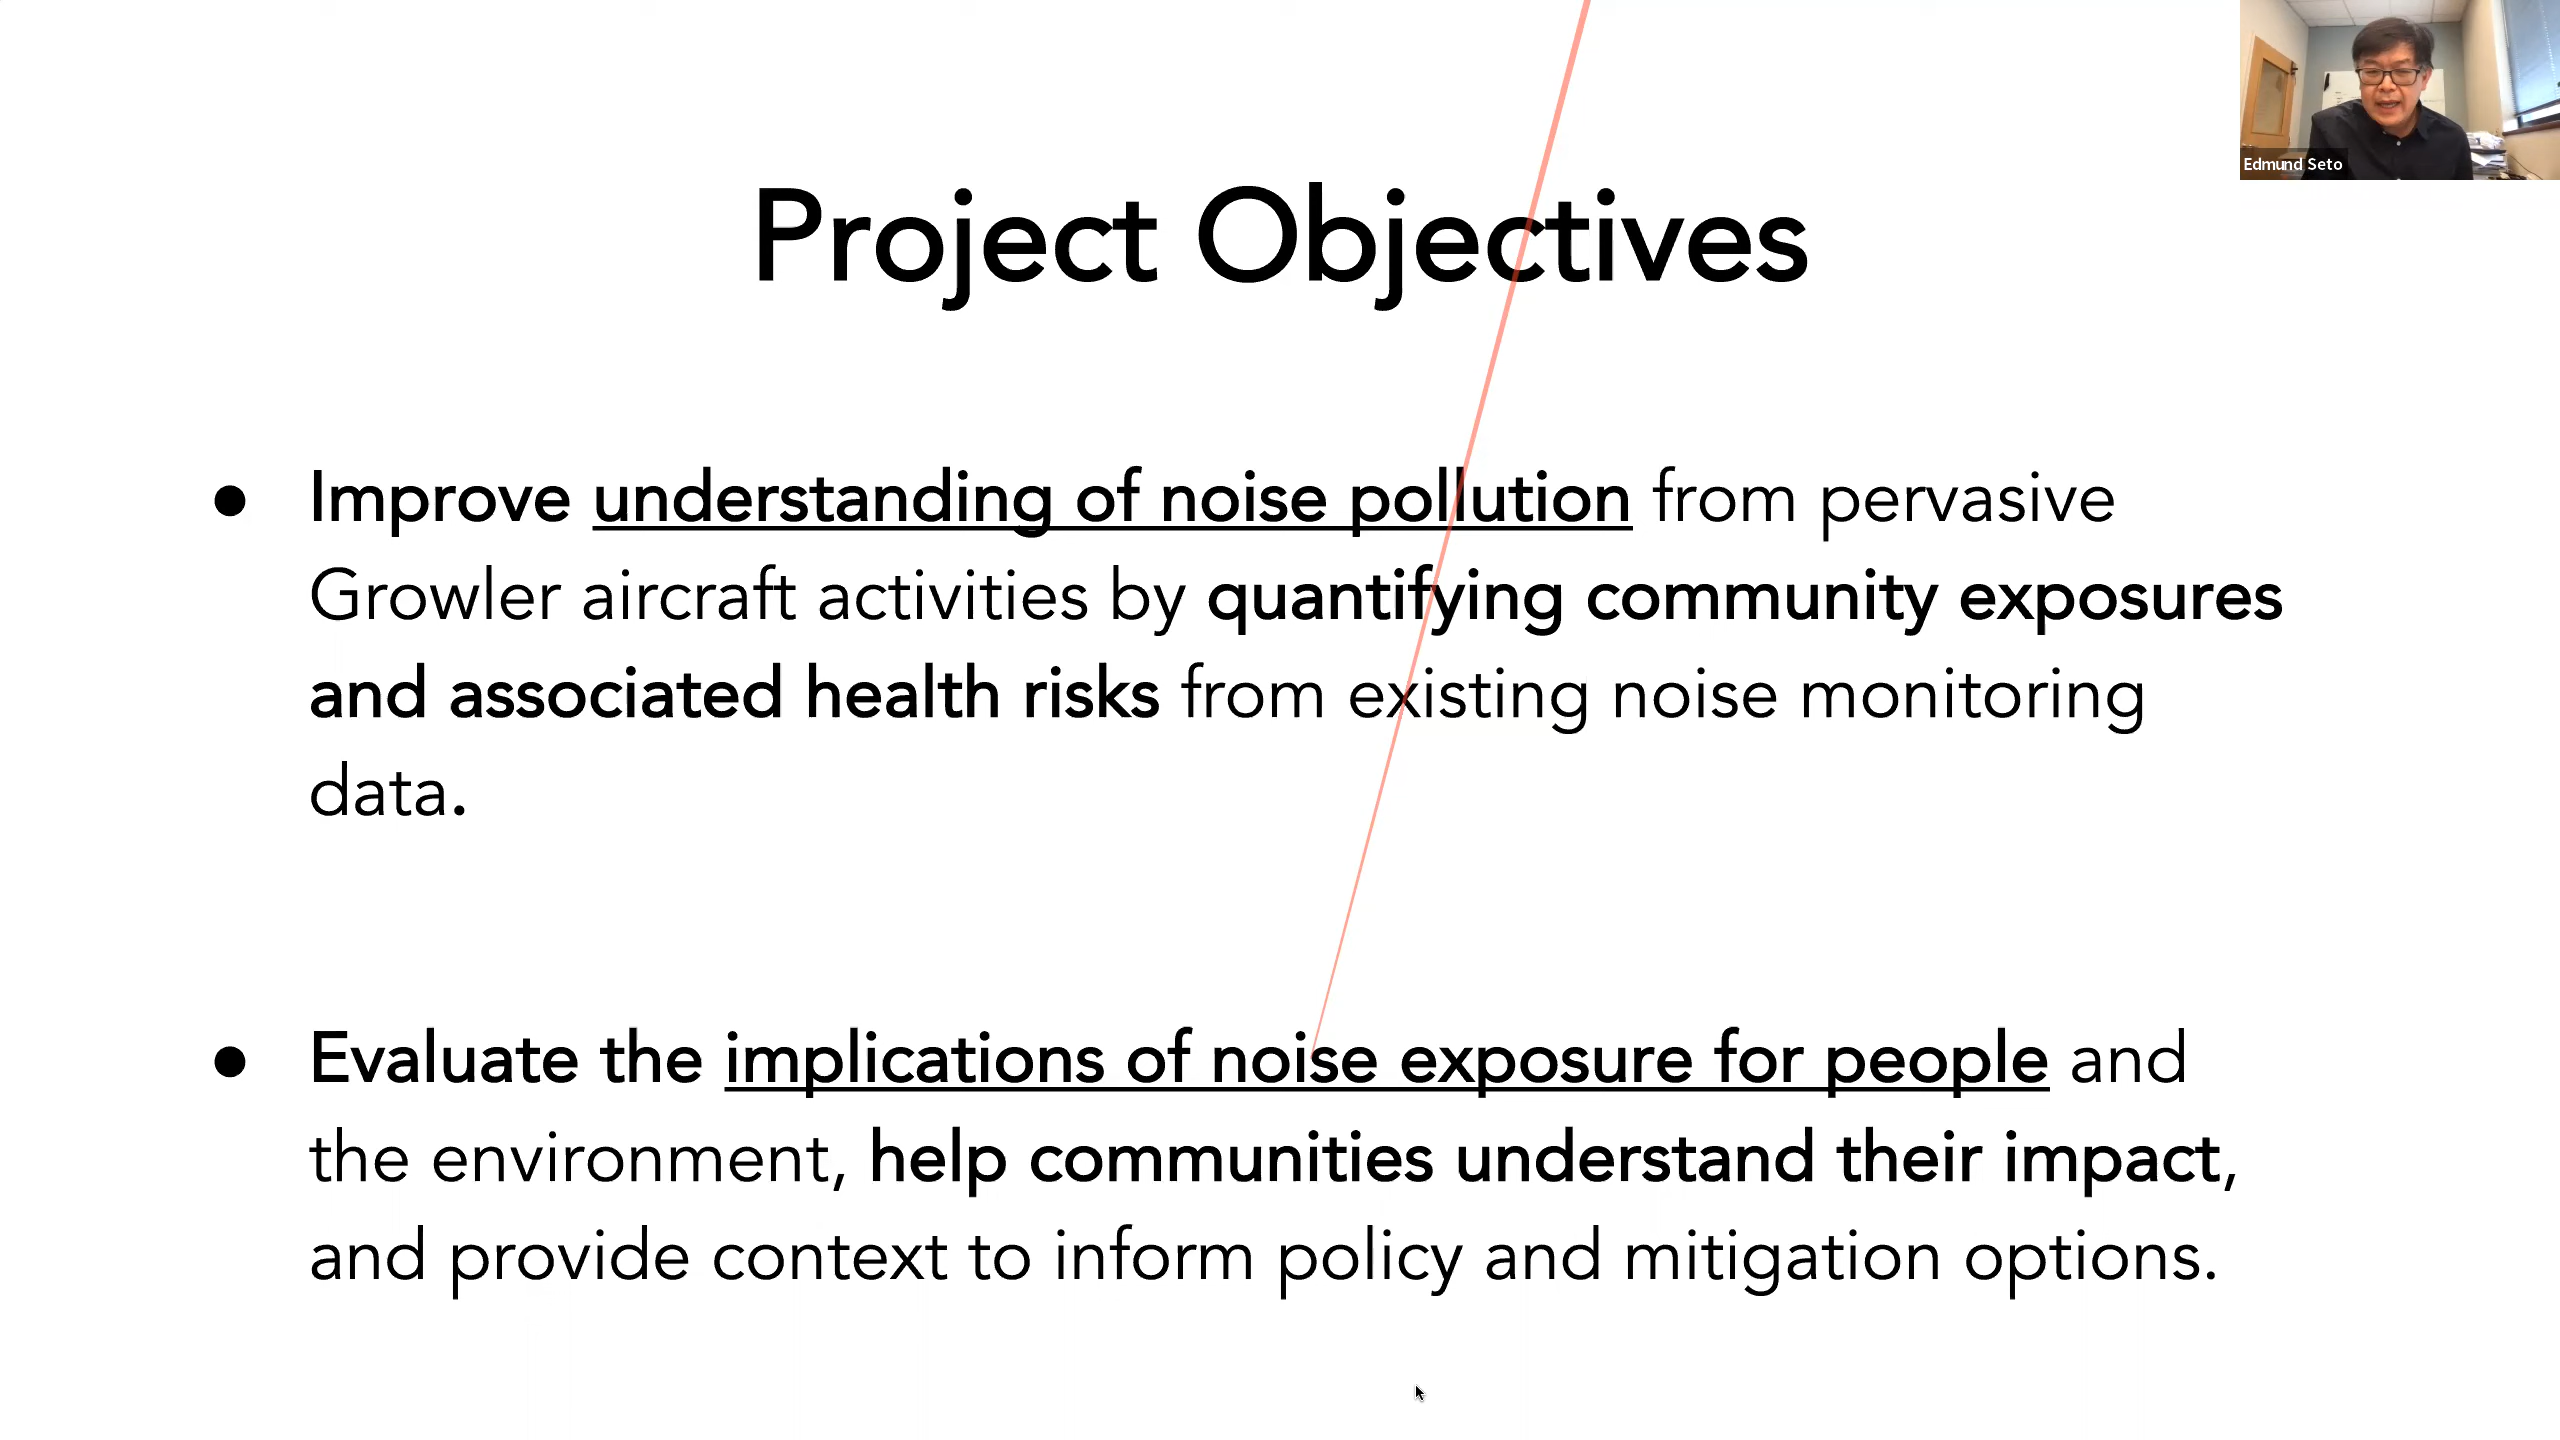 Edmund Seto
Project Objectives
● Improve understanding of noise pollution from pervasive
Growler aircraft activities by quantifying community exposures
and associated health risks from existing noise monitoring
data.
● Evaluate the implications of noise exposure for people and
the environment, help communities understand their impact,
and provide context to inform policy and mitigation options.